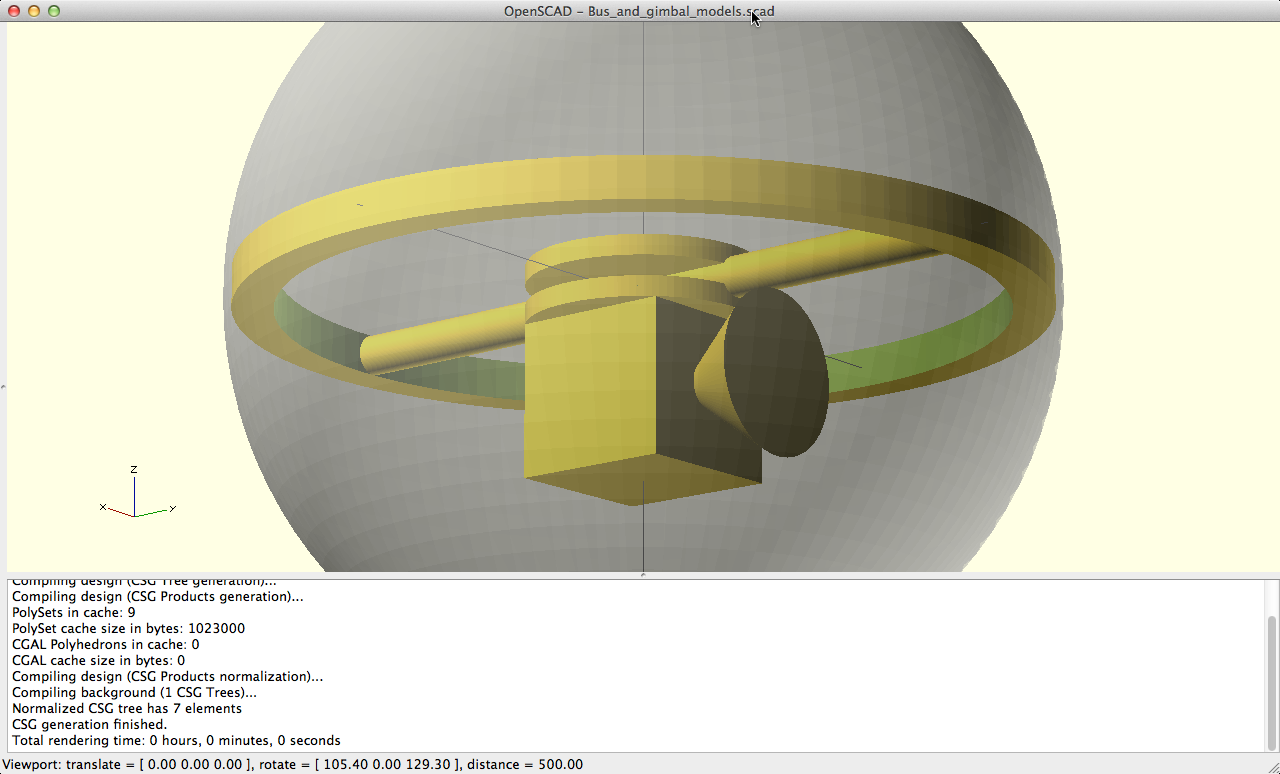 OpenSCAD – Bus_and_gimbal_models.scad
Z
X
Y
Compiling design (CSG Tree generation)...
Compiling design (CSG Products generation)...
PolySets in cache: 9
PolySet cache size in bytes: 1023000
CGAL Polyhedrons in cache: 0
CGAL cache size in bytes: 0
Compiling design (CSG Products normalization)...
Compiling background (1 CSG Trees)...
Normalized CSG tree has 7 elements
CSG generation finished.
Total rendering time: 0 hours, 0 minutes, 0 seconds
Viewport: translate = [ 0.00 0.00 0.00 ], rotate = [ 105.40 0.00 129.30 ], distance = 500.00